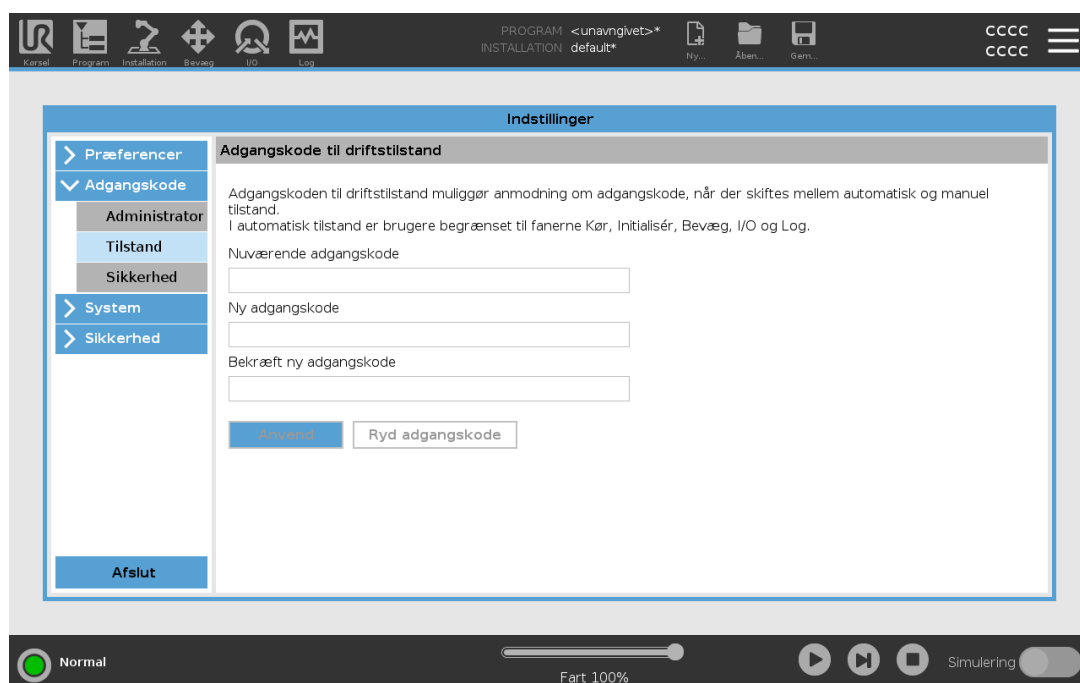 PROGRAM <unavngivet>*
INSTALLATION default*
UR
Kørsel
Program
Installation
Bevæg
I/O
Log
Ny...
Åben...
Gem...
cccc
cccc
Indstillinger
Præferencer
Adgangskode
Administrator
Tilstand
Sikkerhed
System
Sikkerhed
Afslut
Adgangskode til driftstilstand
Adgangskoden til driftstilstand muliggør anmodning om adgangskode, når der skiftes mellem automatisk og manuel
tilstand.
I automatisk tilstand er brugere begrænset til fanerne Kør, Initialisér, Bevæg, I/O og Log.
Nuværende adgangskode
Ny adgangskode
Bekræft ny adgangskode
Anvend
Ryd adgangskode
Normal
Fart 100%
Simulering